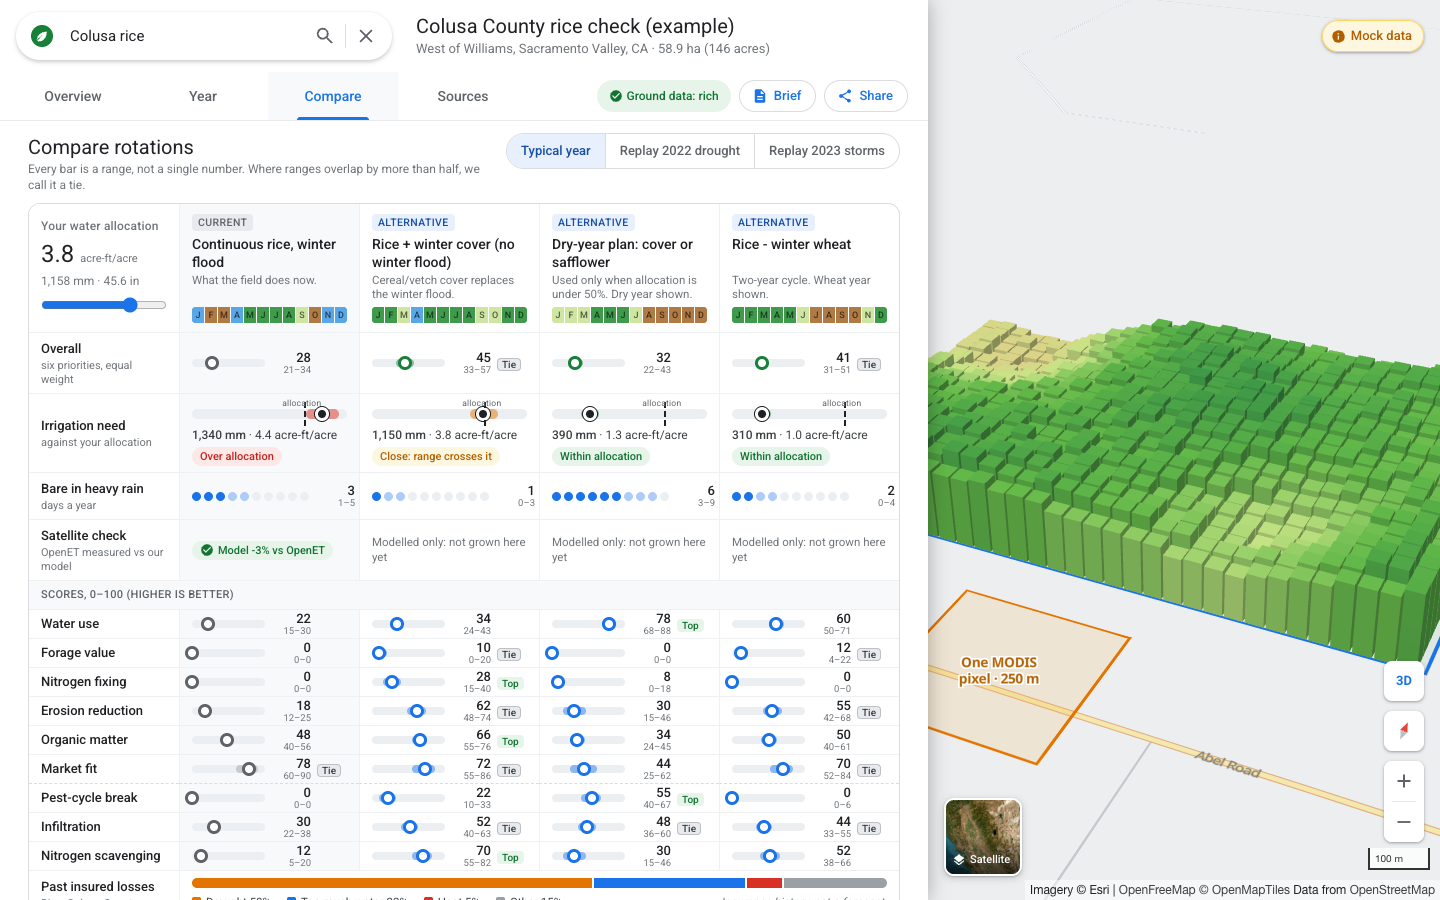 Colusa rice
Colusa County rice check (example)
West of Williams, Sacramento Valley, CA · 58.9 ha (146 acres)
Mock data
Overview
Year
Compare
Sources
Ground data: rich
Brief
Share
Compare rotations
Every bar is a range, not a single number. Where ranges overlap by more than half, we
call it a tie.
Typical year
Replay 2022 drought
Replay 2023 storms
Your water allocation
3.8 acre-ft/acre
1,158 mm · 45.6 in
CURRENT
Continuous rice, winter
flood
What the field does now.
J F M A M J J A S O N D
ALTERNATIVE
Rice + winter cover (no
winter flood)
Cereal/vetch cover replaces
the winter flood.
J F M A M J J A S O N D
ALTERNATIVE
Dry-year plan: cover or
safflower
Used only when allocation is
under 50%. Dry year shown.
J F M A M J J A S O N D
ALTERNATIVE
Rice - winter wheat
Two-year cycle. Wheat year
shown.
J F M A M J J A S O N D
Overall
six priorities, equal
weight
28
21–34
45
33–57
Tie
32
22–43
41
31–51
Tie
Irrigation need
against your allocation
allocation
1,340 mm · 4.4 acre-ft/acre
Over allocation
allocation
1,150 mm · 3.8 acre-ft/acre
Close: range crosses it
allocation
390 mm · 1.3 acre-ft/acre
Within allocation
allocation
310 mm · 1.0 acre-ft/acre
Within allocation
Bare in heavy rain
days a year
3
1–5
1
0–3
6
3–9
2
0–4
Satellite check
OpenET measured vs our
model
Model -3% vs OpenET
Modelled only: not grown here
yet
Modelled only: not grown here
yet
Modelled only: not grown here
yet
SCORES, 0–100 (HIGHER IS BETTER)
Water use
22
15–30
34
24–43
78
68–88
Top
60
50–71
Forage value
0
0–0
10
0–20
Tie
0
0–0
12
4–22
Tie
Nitrogen fixing
0
0–0
28
15–40
Top
8
0–18
0
0–0
Erosion reduction
18
12–25
62
48–74
Tie
30
15–46
55
42–68
Tie
Organic matter
48
40–56
66
55–76
Top
34
24–45
50
40–61
Market fit
78
60–90
Tie
72
55–86
Tie
44
25–62
70
52–84
Tie
Pest-cycle break
0
0–0
22
10–33
55
40–67
Top
0
0–6
Infiltration
30
22–38
52
40–63
Tie
48
36–60
Tie
44
33–55
Tie
Nitrogen scavenging
12
5–20
70
55–82
Top
30
15–46
52
38–66
Past insured losses
One MODIS
pixel · 250 m
Abel Road
3D
Satellite
100 m
Imagery © Esri | OpenFreeMap © OpenMapTiles Data from OpenStreetMap